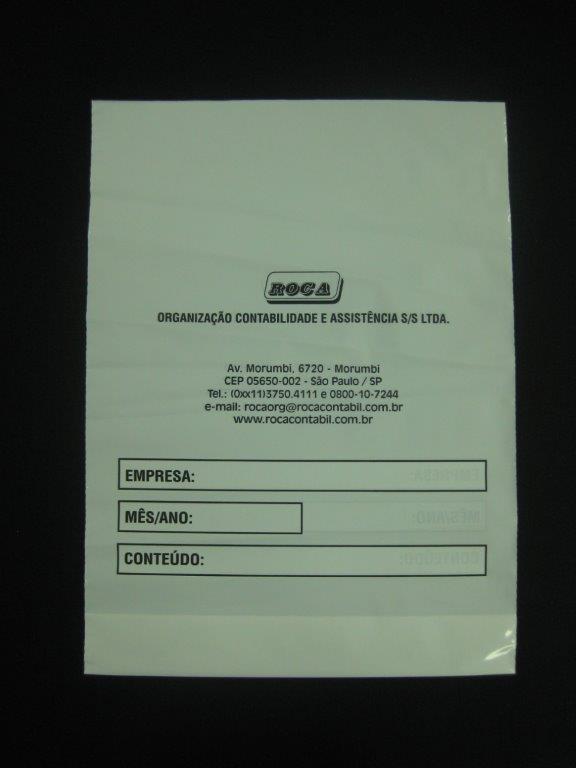 ROCA
ORGANIZAÇÃO CONTABILIDADE E ASSISTÊNCIA S/S LTDA.
Av. Morumbi, 6720 - Morumbi
CEP 05650-002 - São Paulo / SP
Tel.: (0xx11)3750.4111 e 0800-10-7244
e-mail: rocaorg@rocacontabil.com.br
www.rocacontabil.com.br
EMPRESA:
MÊS/ANO:
CONTEÚDO: